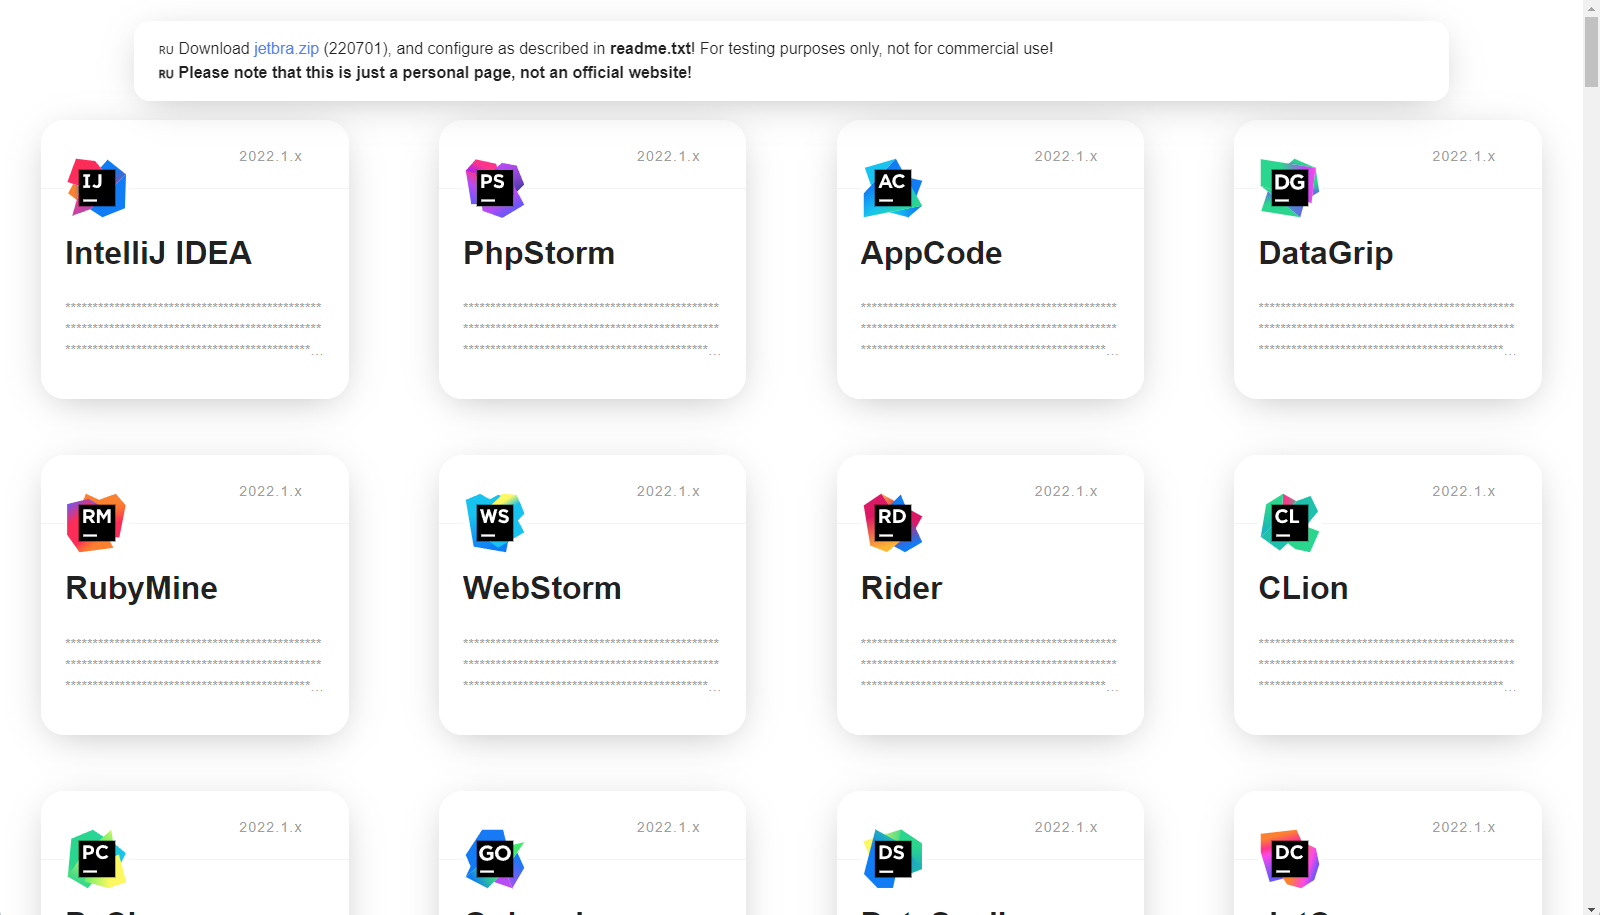 RU Download jetbra.zip (220701), and configure as described in readme.txt! For testing purposes only, not for commercial use!
RU Please note that this is just a personal page, not an official website!
2022.1.x 2022.1.x 2022.1.x 2022.1.x
IJ PS AC DG
IntelliJ IDEA PhpStorm AppCode DataGrip
2022.1.x 2022.1.x 2022.1.x 2022.1.x
RM WS RD CL
RubyMine WebStorm Rider CLion
2022.1.x 2022.1.x 2022.1.x 2022.1.x
PC GO DS DC